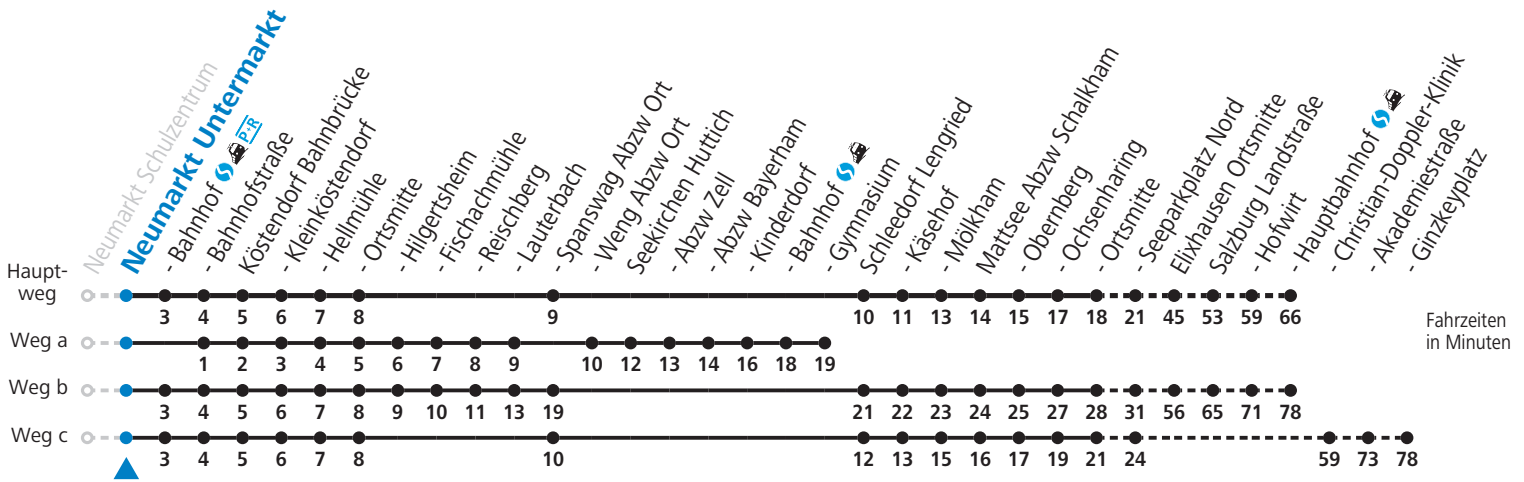 Neumarkt Schulzentrum
Neumarkt Untermarkt
- Bahnhof P+R
- Bahnhofstraße
Köstendorf Bahnbrücke
- Kleinköstendorf
- Hellmühle
- Ortsmitte
- Hilgertsheim
- Fischachmühle
- Reischberg
- Lauterbach
- Spanswag Abzw Ort
- Weng Abzw Ort
Seekirchen Huttich
- Abzw Zell
- Abzw Bayerham
- Kinderdorf
- Bahnhof
- Gymnasium
Schleedorf Lengried
- Käsehof
- Mölkham
Mattsee Abzw Schalkham
- Obernberg
- Ochsenharing
- Ortsmitte
- Seeparkplatz Nord
Elixhausen Ortsmitte
Salzburg Landstraße
- Hofwirt
- Hauptbahnhof
- Christian-Doppler-Klinik
- Akademiestraße
- Ginzkeyplatz
Haupt-
weg
3 4 5 6 7 8 9 10 11 13 14 15 17 18 21 45 53 59 66
Fahrzeiten
in Minuten
Weg a
1 2 3 4 5 6 7 8 9 10 12 13 14 16 18 19
Weg b
3 4 5 6 7 8 9 10 11 13 19 21 22 23 24 25 27 28 31 56 65 71 78
Weg c
3 4 5 6 7 8 10 12 13 15 16 17 19 21 24 59 73 78